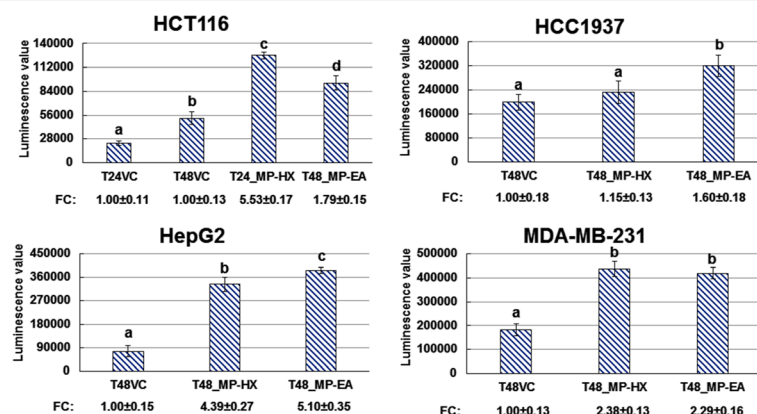 HCT116
Luminescence value
140000
112000
84000
56000
28000
0
a
b
c
d
T24VC T48VC T24_MP-HX T48_MP-EA
FC: 1.00±0.11 1.00±0.13 5.53±0.17 1.79±0.15
HCC1937
Luminescence value
400000
320000
240000
160000
80000
0
a
a
b
T48VC T48_MP-HX T48_MP-EA
FC: 1.00±0.18 1.15±0.13 1.60±0.18
HepG2
Luminescence value
450000
360000
270000
180000
90000
0
a
b
c
T48VC T48_MP-HX T48_MP-EA
FC: 1.00±0.15 4.39±0.27 5.10±0.35
MDA-MB-231
Luminescence value
500000
400000
300000
200000
100000
0
a
b
b
T48VC T48_MP-HX T48_MP-EA
FC: 1.00±0.13 2.38±0.13 2.29±0.16